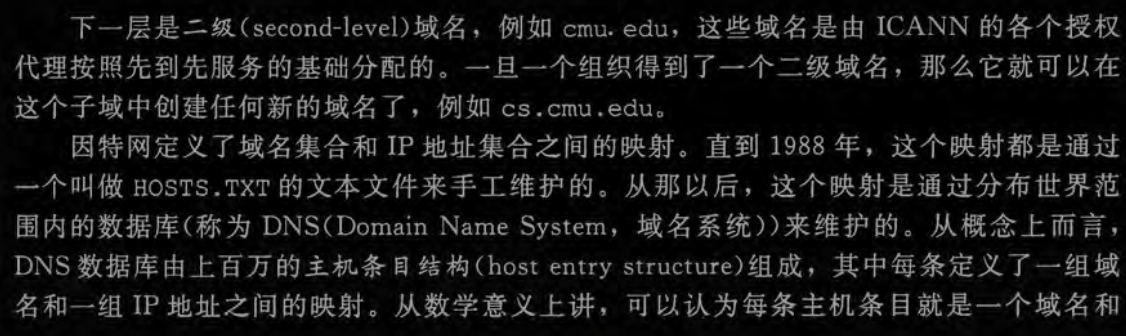 下一层是二级(second-level)域名，例如 cmu.edu，这些域名是由 ICANN 的各个授权
代理按照先到先服务的基础分配的。一旦一个组织得到了一个二级域名，那么它就可以在
这个子域中创建任何新的域名了，例如 cs.cmu.edu。
因特网定义了域名集合和 IP 地址集合之间的映射。直到 1988 年，这个映射都是通过
一个叫做 HOSTS.TXT 的文本文件来手工维护的。从那以后，这个映射是通过分布世界范
围内的数据库(称为 DNS(Domain Name System，域名系统))来维护的。从概念上而言，
DNS 数据库由上百万的主机条目结构(host entry structure)组成，其中每条定义了一组域
名和一组 IP 地址之间的映射。从数学意义上讲，可以认为每条主机条目就是一个域名和